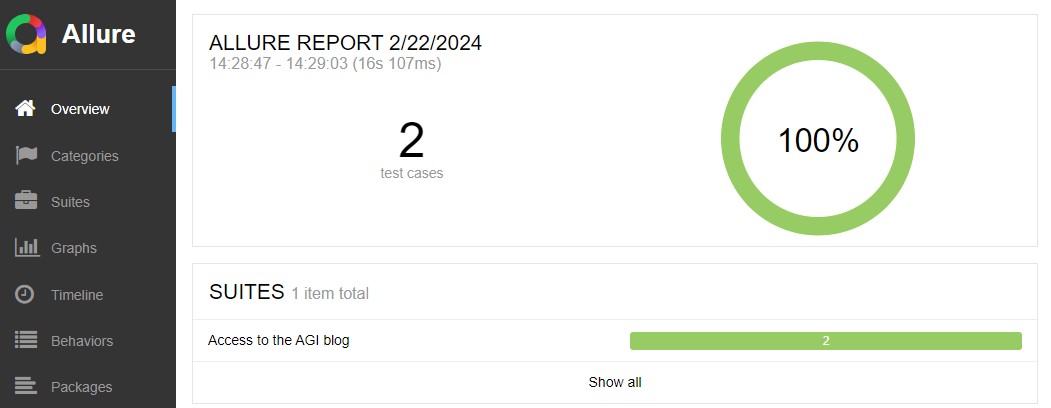 Allure
Overview
Categories
Suites
Graphs
Timeline
Behaviors
Packages
ALLURE REPORT 2/22/2024
14:28:47 - 14:29:03 (16s 107ms)
2
test cases
100%
SUITES 1 item total
Access to the AGI blog 2
Show all